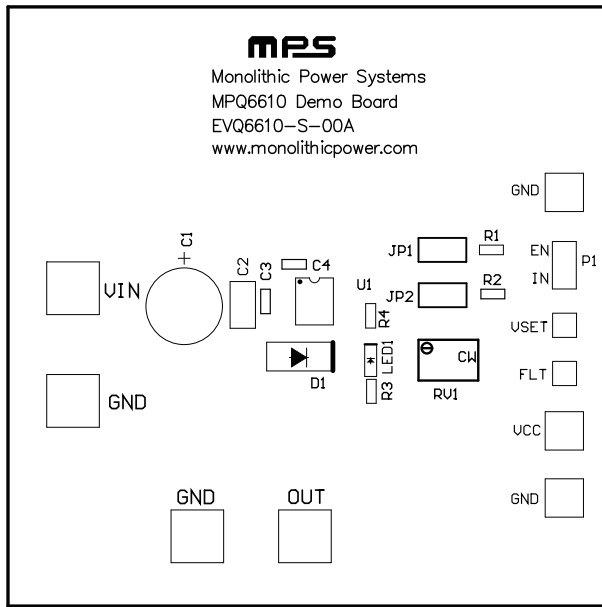 mps
Monolithic Power Systems
MPQ6610 Demo Board
EVQ6610-S-00A
www.monolithicpower.com
GND
C1
+
C2
C3
C4
U1
JP1
R1
EN
P1
IN
VIN
JP2
R2
R4
VSET
LED1
CW
D1
R3
RV1
FLT
GND
VCC
GND
OUT
GND